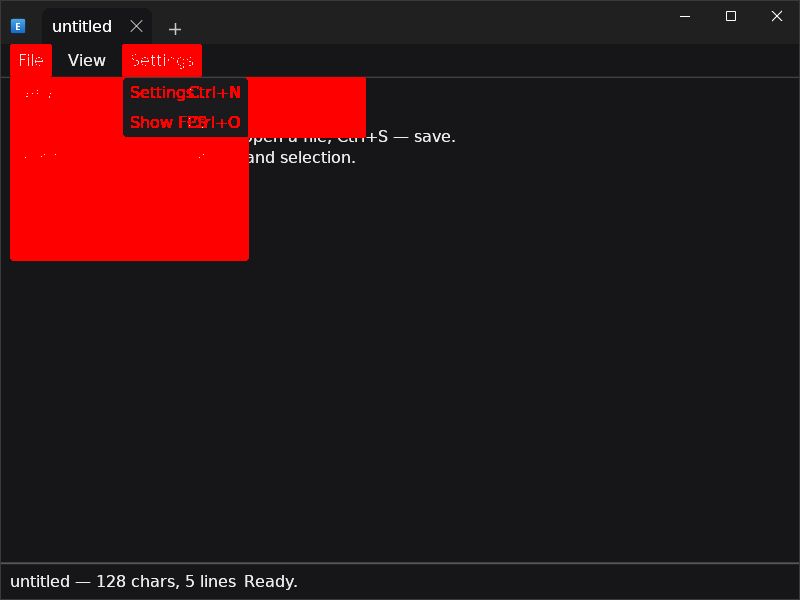 E
untitled
File View Settings
Settings Ctrl+N
Show FPS Ctrl+O
open a file, Ctrl+S — save.
and selection.
untitled — 128 chars, 5 lines Ready.